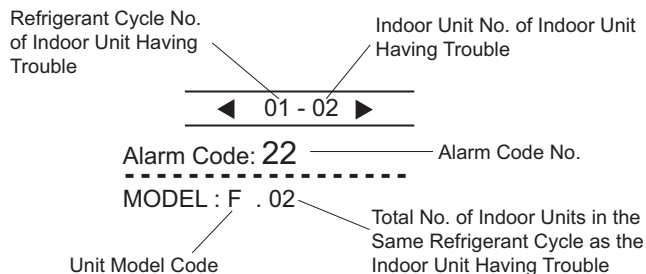 Refrigerant Cycle No.
of Indoor Unit Having
Trouble
Indoor Unit No. of Indoor Unit
Having Trouble
◀ 01 - 02 ▶
Alarm Code: 22
Alarm Code No.
MODEL : F . 02
Total No. of Indoor Units in the
Same Refrigerant Cycle as the
Indoor Unit Having Trouble
Unit Model Code